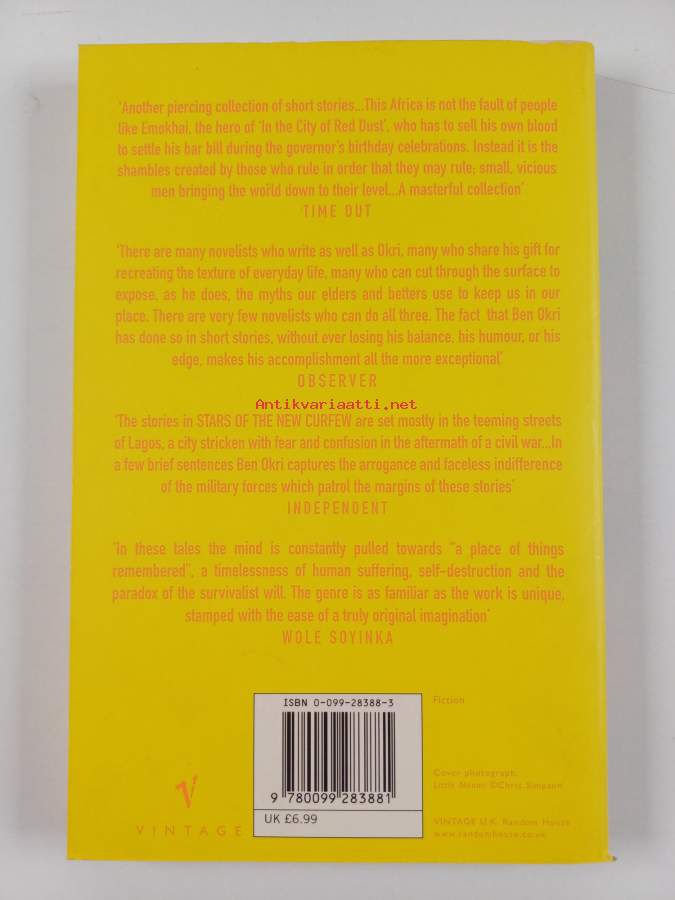 'Another piercing collection of short stories...This Africa is not the fault of people
like Emokhai, the hero of 'In the City of Red Dust', who has to sell his own blood
to settle his bar bill during the governor's birthday celebrations. Instead it is the
shambles created by those who rule in order that they may rule; small, vicious
men bringing the world down to their level...A masterful collection'
TIME OUT
'There are many novelists who write as well as Okri, many who share his gift for
recreating the texture of everyday life, many who can cut through the surface to
expose, as he does, the myths our elders and betters use to keep us in our
place. There are very few novelists who can do all three. The fact that Ben Okri
has done so in short stories, without ever losing his balance, his humour, or his
edge, makes his accomplishment all the more exceptional'
OBSERVER
Antikvariaatti.net
'The stories in STARS OF THE NEW CURFEW are set mostly in the teeming streets
of Lagos, a city stricken with fear and confusion in the aftermath of a civil war...In
a few brief sentences Ben Okri captures the arrogance and faceless indifference
of the military forces which patrol the margins of these stories'
INDEPENDENT
'In these tales the mind is constantly pulled towards "a place of things
remembered", a timelessness of human suffering, self-destruction and the
paradox of the survivalist will. The genre is as familiar as the work is unique,
stamped with the ease of a truly original imagination'
WOLE SOYINKA
ISBN 0-099-28388-3
9 780099 283881
UK £6.99
Fiction
Cover photograph:
Little ©Chris Simpson
VINTAGE U.K. Random House
www.randomhouse.co.uk
V
VINTAGE